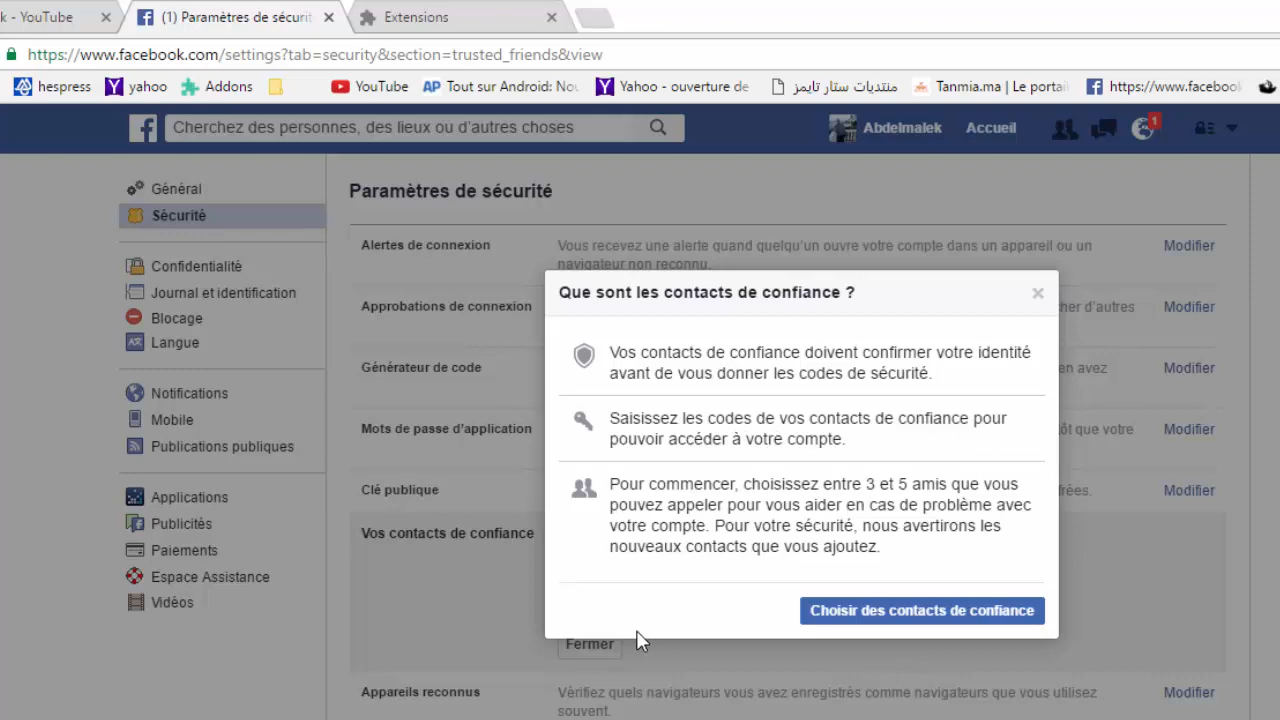 k - YouTube
(1) Paramètres de sécurit
Extensions
https://www.facebook.com/settings?tab=security&section=trusted_friends&view
hespress
yahoo
Addons
YouTube
Tout sur Android: Nou
Yahoo - ouverture de
منتديات ستار تايمز
Tanmia.ma | Le portai
https://www.facebook
Cherchez des personnes, des lieux ou d'autres choses
Abdelmalek
Accueil
1
Général
Sécurité
Confidentialité
Journal et identification
Blocage
Langue
Notifications
Mobile
Publications publiques
Applications
Publicités
Paiements
Espace Assistance
Vidéos
Paramètres de sécurité
Alertes de connexion
Vous recevez une alerte quand quelqu'un ouvre votre compte dans un appareil ou un
navigateur non reconnu.
Modifier
Approbations de connexion
her d'autres
Modifier
Générateur de code
en avez
Modifier
Mots de passe d'application
tôt que votre
Modifier
Clé publique
frées.
Modifier
Vos contacts de confiance
Que sont les contacts de confiance ?
Vos contacts de confiance doivent confirmer votre identité
avant de vous donner les codes de sécurité.
Saisissez les codes de vos contacts de confiance pour
pouvoir accéder à votre compte.
Pour commencer, choisissez entre 3 et 5 amis que vous
pouvez appeler pour vous aider en cas de problème avec
votre compte. Pour votre sécurité, nous avertirons les
nouveaux contacts que vous ajoutez.
Choisir des contacts de confiance
Fermer
Appareils reconnus
Vérifiez quels navigateurs vous avez enregistrés comme navigateurs que vous utilisez
souvent.
Modifier